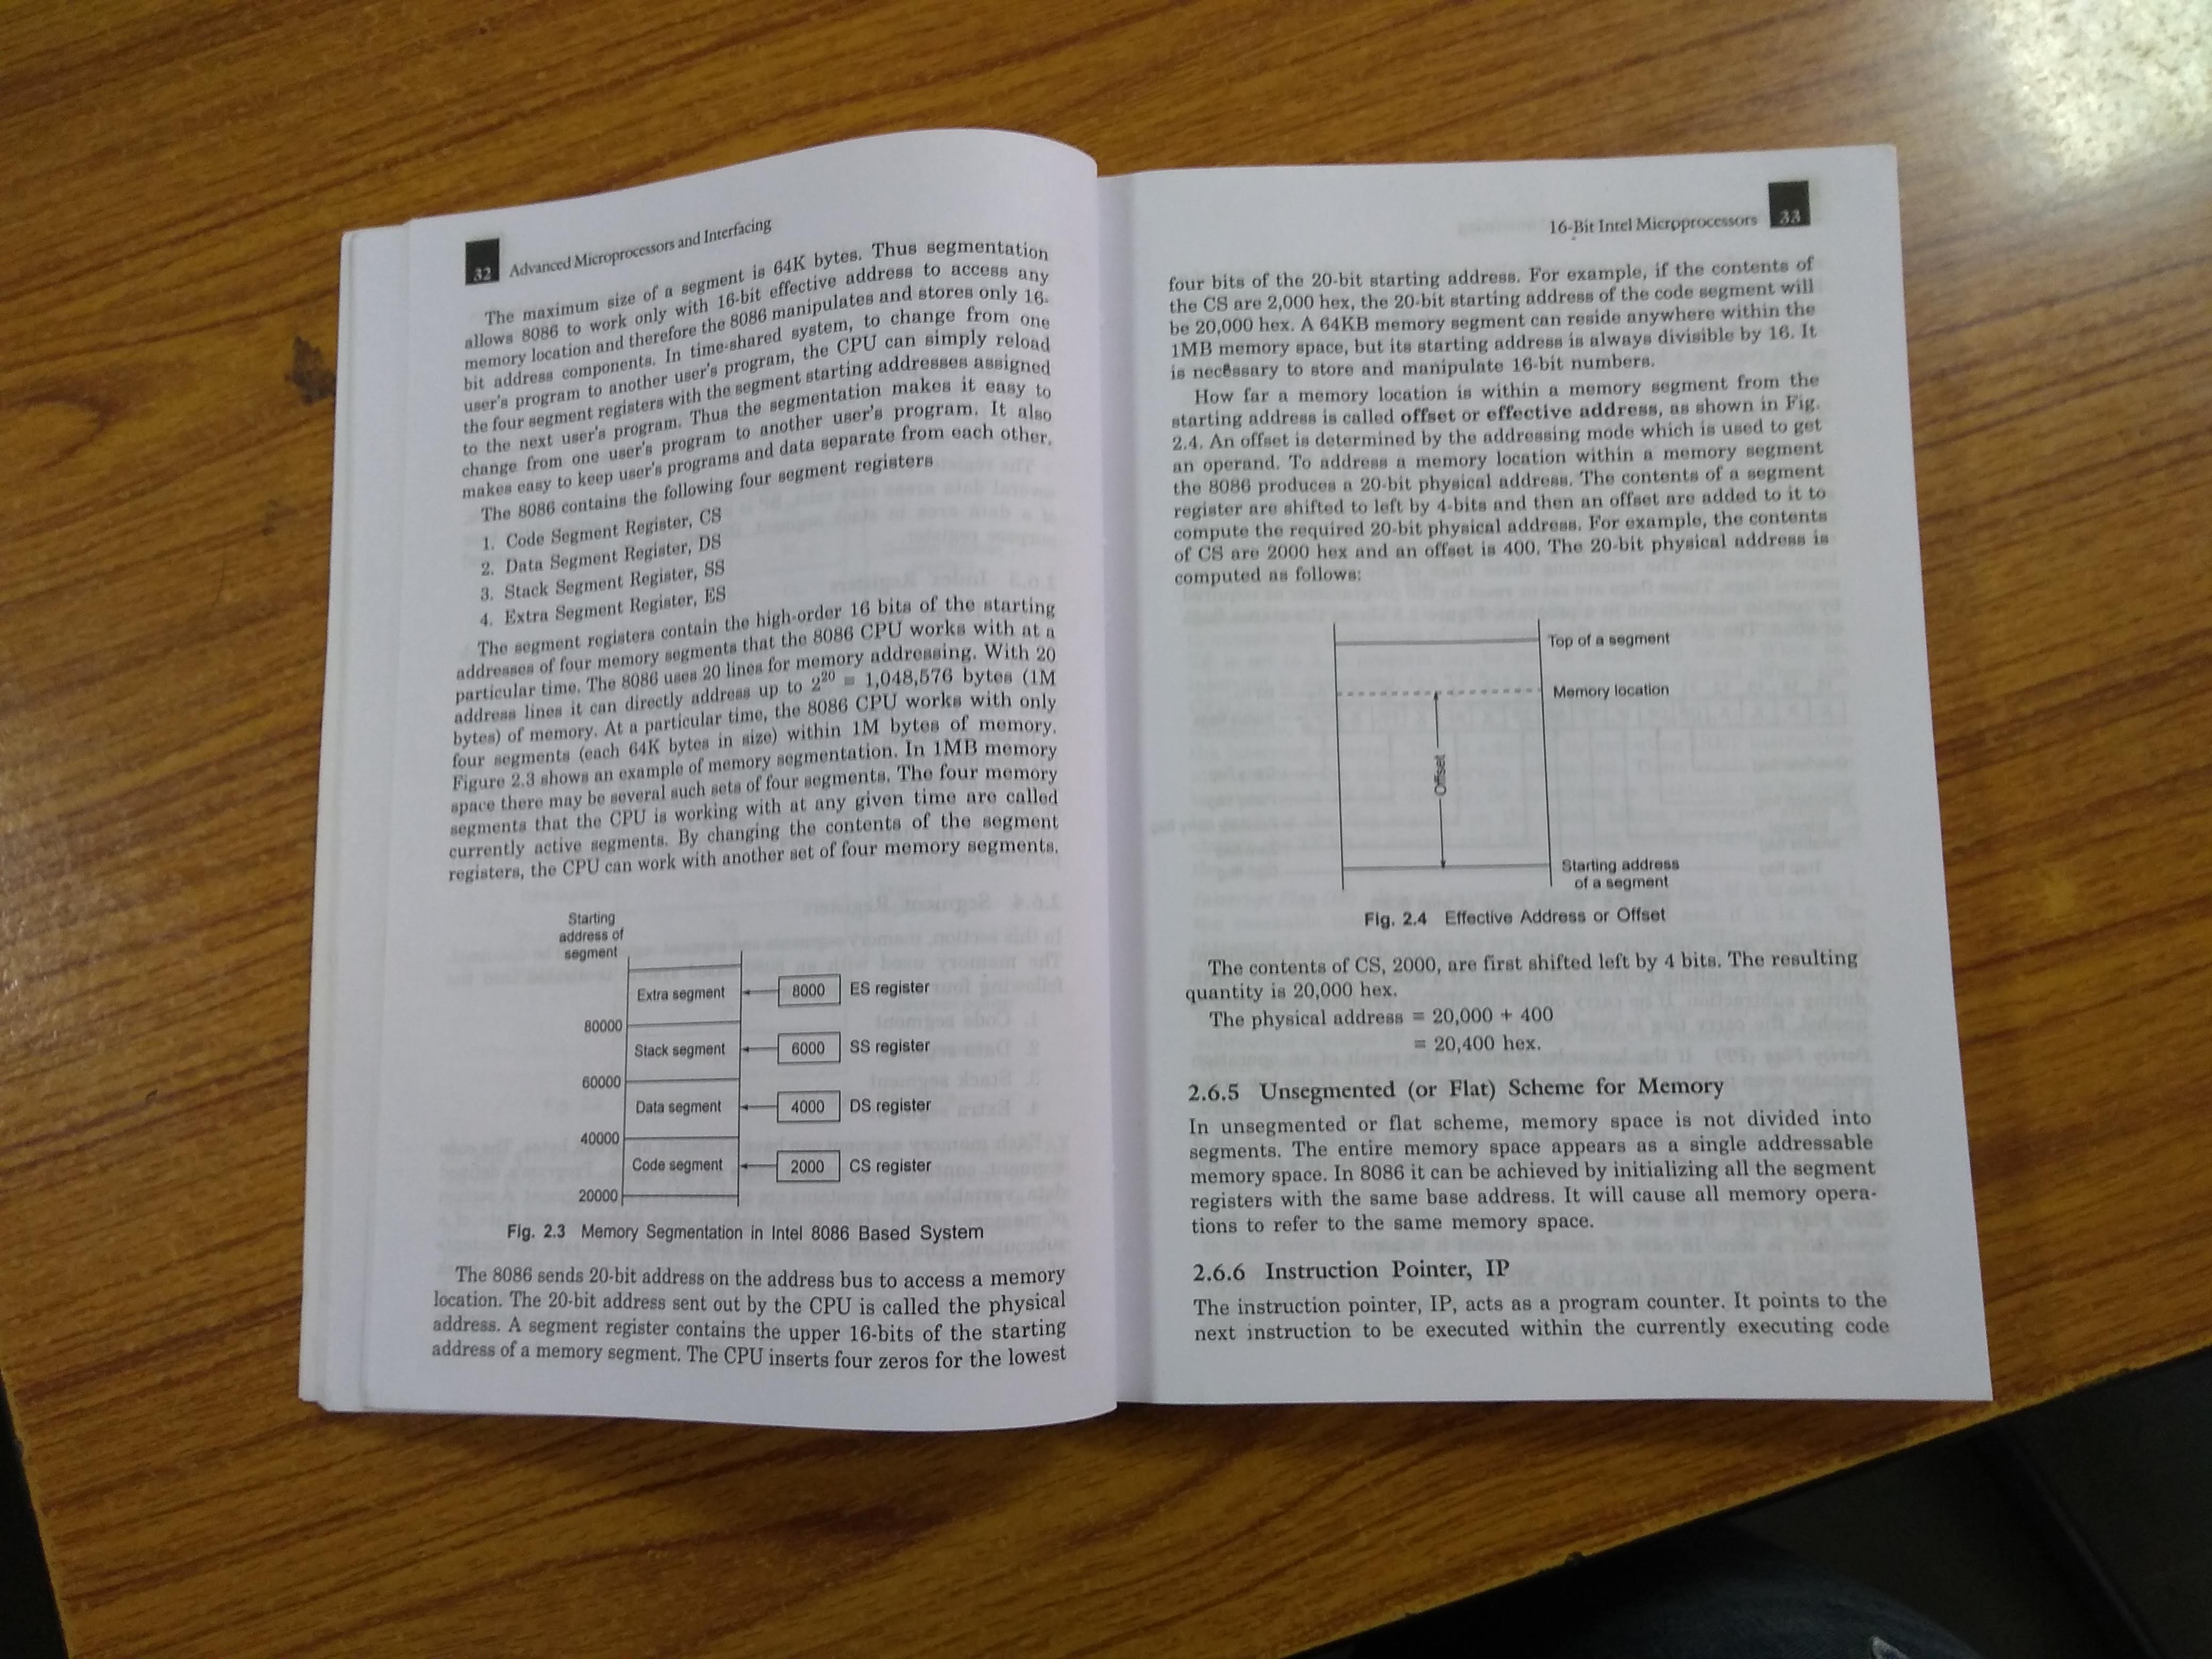 32 Advanced Microprocessors and Interfacing
The maximum size of a segment is 64K bytes. Thus segmentation
allows 8086 to work only with 16-bit effective address to access any
memory location and therefore the 8086 manipulates and stores only 16-
bit address components. In time-shared system, to change from one
user's program to another user's program, the CPU can simply reload
the four segment registers with the segment starting addresses assigned
to the next user's program. Thus the segmentation makes it easy to
change from one user's program to another user's program. It also
makes easy to keep user's programs and data separate from each other.
The 8086 contains the following four segment registers
1. Code Segment Register, CS
2. Data Segment Register, DS
3. Stack Segment Register, SS
4. Extra Segment Register, ES
The segment registers contain the high-order 16 bits of the starting
addresses of four memory segments that the 8086 CPU works with at a
particular time. The 8086 uses 20 lines for memory addressing. With 20
address lines it can directly address up to 2²⁰ = 1,048,576 bytes (1M
bytes) of memory. At a particular time, the 8086 CPU works with only
four segments (each 64K bytes in size) within 1M bytes of memory.
Figure 2.3 shows an example of memory segmentation. In 1MB memory
space there may be several such sets of four segments. The four memory
segments that the CPU is working with at any given time are called
currently active segments. By changing the contents of the segment
registers, the CPU can work with another set of four memory segments.
Starting
address of
segment
Extra segment 8000 ES register
80000
Stack segment 6000 SS register
60000
Data segment 4000 DS register
40000
Code segment 2000 CS register
20000
Fig. 2.3 Memory Segmentation in Intel 8086 Based System
The 8086 sends 20-bit address on the address bus to access a memory
location. The 20-bit address sent out by the CPU is called the physical
address. A segment register contains the upper 16-bits of the starting
address of a memory segment. The CPU inserts four zeros for the lowest
16-Bit Intel Microprocessors 33
four bits of the 20-bit starting address. For example, if the contents of
the CS are 2,000 hex, the 20-bit starting address of the code segment will
be 20,000 hex. A 64KB memory segment can reside anywhere within the
1MB memory space, but its starting address is always divisible by 16. It
is necessary to store and manipulate 16-bit numbers.
How far a memory location is within a memory segment from the
starting address is called offset or effective address, as shown in Fig.
2.4. An offset is determined by the addressing mode which is used to get
an operand. To address a memory location within a memory segment
the 8086 produces a 20-bit physical address. The contents of a segment
register are shifted to left by 4-bits and then an offset are added to it to
compute the required 20-bit physical address. For example, the contents
of CS are 2000 hex and an offset is 400. The 20-bit physical address is
computed as follows:
Top of a segment
Memory location
Offset
Starting address
of a segment
Fig. 2.4 Effective Address or Offset
The contents of CS, 2000, are first shifted left by 4 bits. The resulting
quantity is 20,000 hex.
The physical address = 20,000 + 400
= 20,400 hex.
2.6.5 Unsegmented (or Flat) Scheme for Memory
In unsegmented or flat scheme, memory space is not divided into
segments. The entire memory space appears as a single addressable
memory space. In 8086 it can be achieved by initializing all the segment
registers with the same base address. It will cause all memory opera-
tions to refer to the same memory space.
2.6.6 Instruction Pointer, IP
The instruction pointer, IP, acts as a program counter. It points to the
next instruction to be executed within the currently executing code